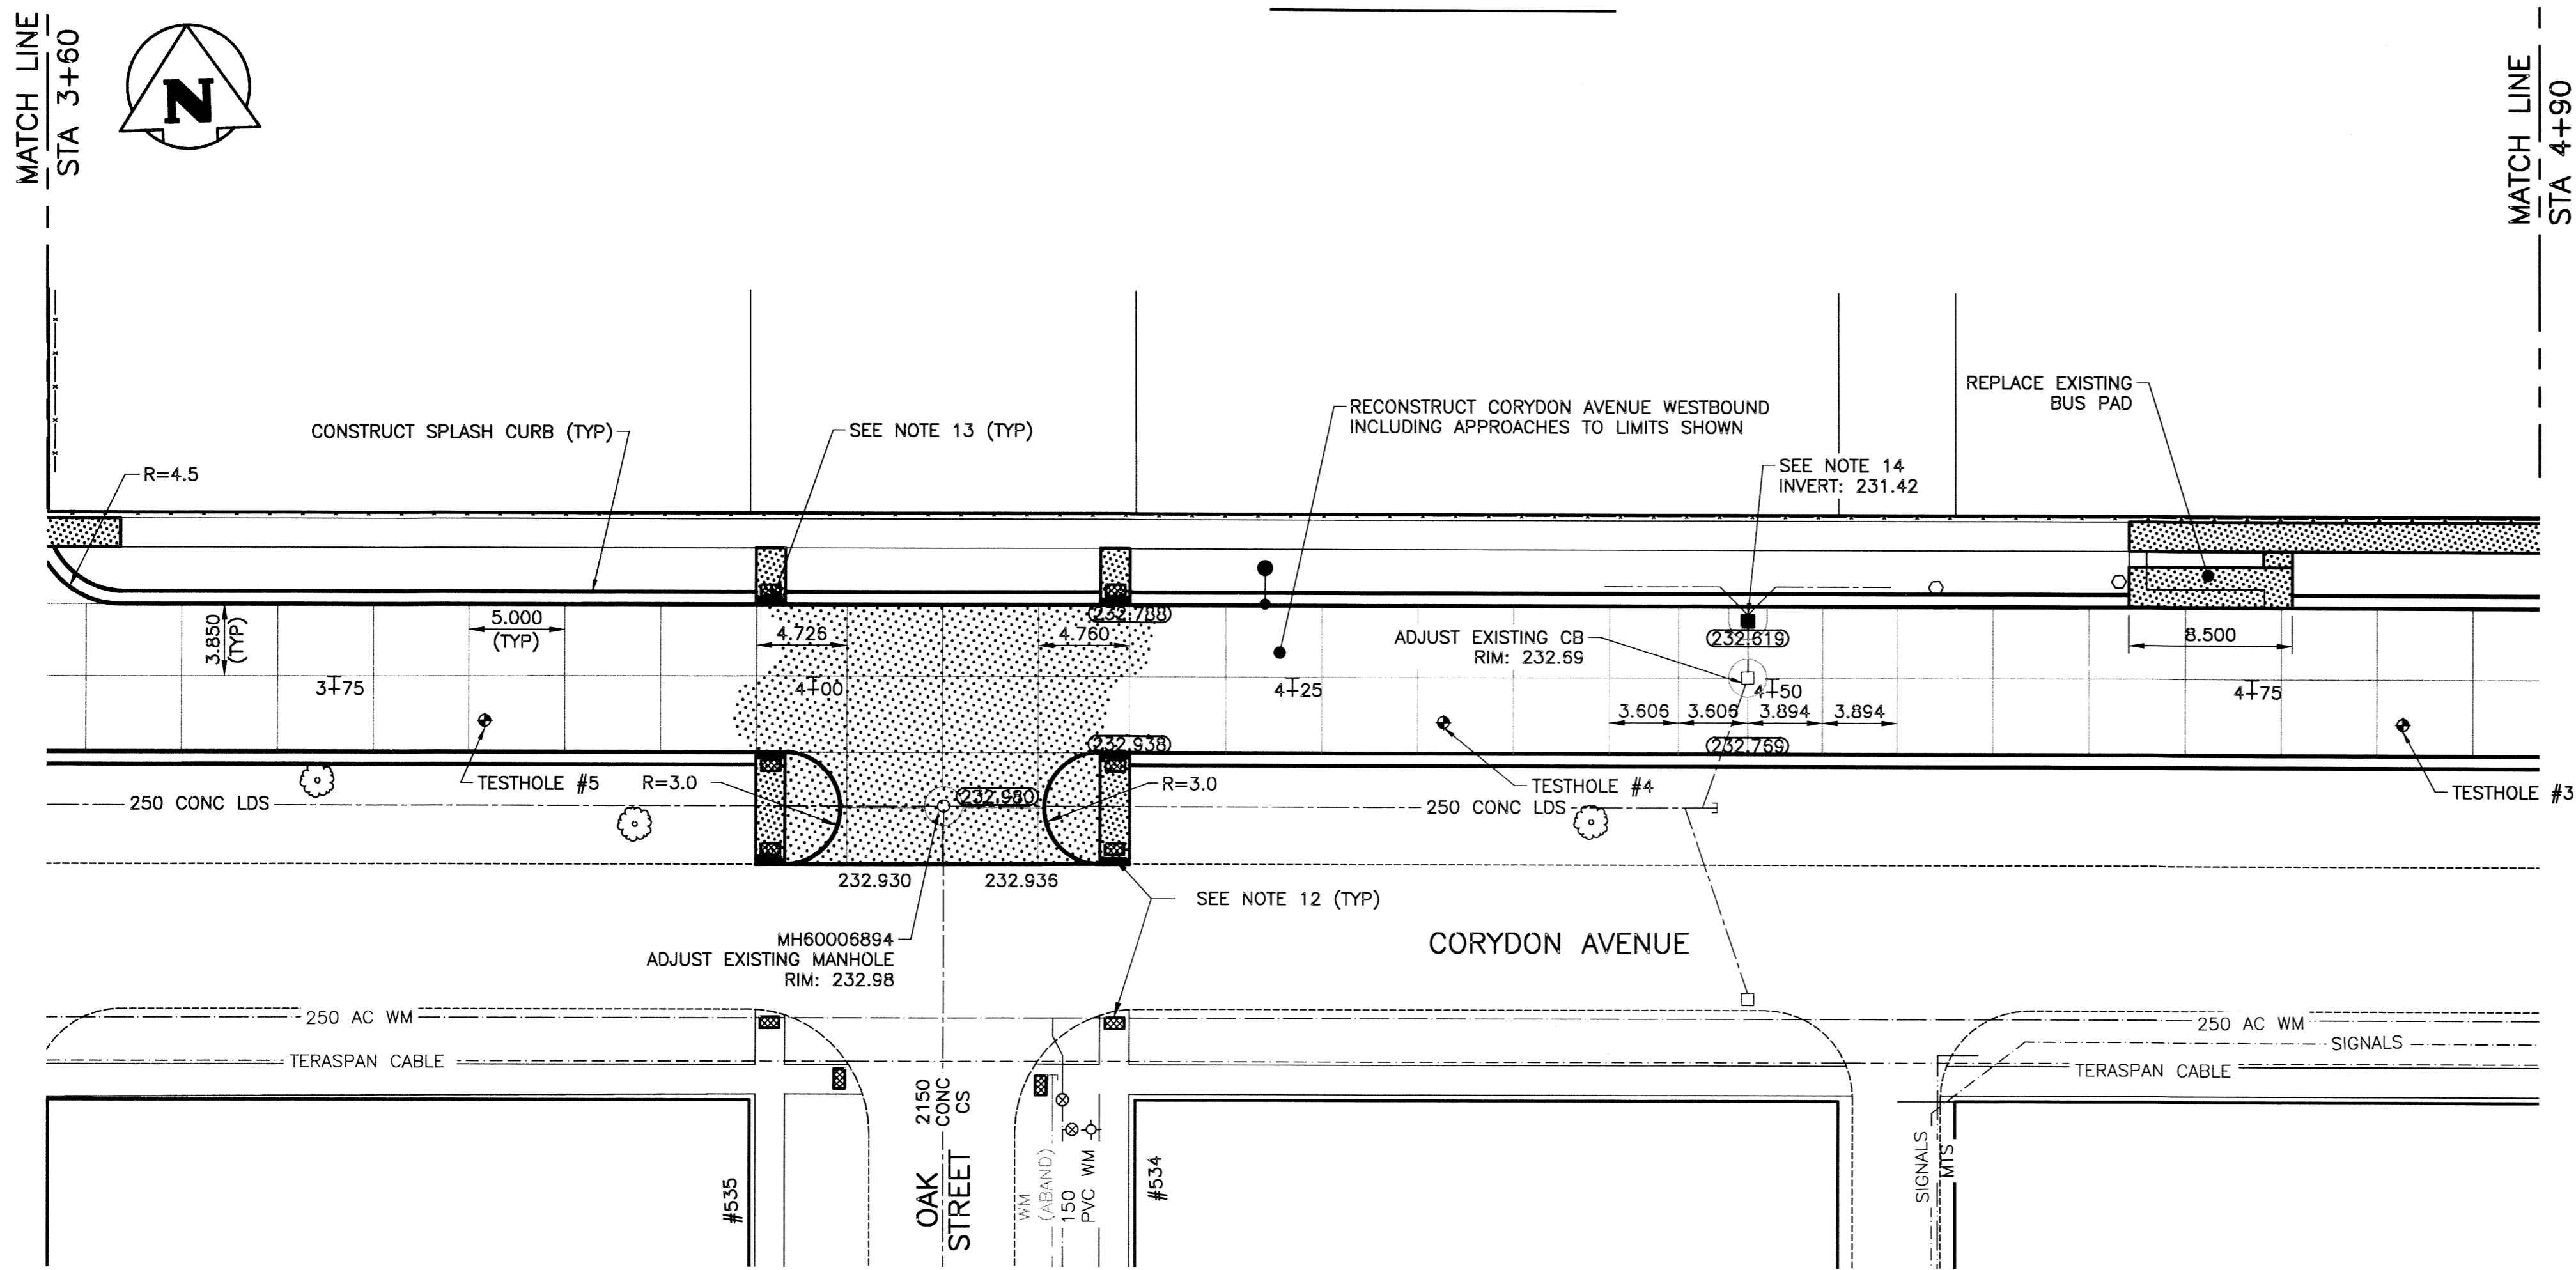 MATCH LINE
STA 3+60
N
MATCH LINE
STA 4+90
REPLACE EXISTING
BUS PAD
RECONSTRUCT CORYDON AVENUE WESTBOUND
INCLUDING APPROACHES TO LIMITS SHOWN
CONSTRUCT SPLASH CURB (TYP)
SEE NOTE 13 (TYP)
R=4.5
SEE NOTE 14
INVERT: 231.42
3.850
(TYP)
5.000
(TYP)
4.726
4.760
232.788
ADJUST EXISTING CB
RIM: 232.69
232.619
8.500
3+75
4+00
4+25
4+50
4+75
3.606
3.606
3.894
3.894
232.938
232.769
TESTHOLE #5
R=3.0
R=3.0
TESTHOLE #4
TESTHOLE #3
250 CONC LDS
232.980
250 CONC LDS
232.930
232.936
SEE NOTE 12 (TYP)
MH60006894
ADJUST EXISTING MANHOLE
RIM: 232.98
CORYDON AVENUE
250 AC WM
250 AC WM
SIGNALS
TERASPAN CABLE
TERASPAN CABLE
2150
CONC
CS
OAK
STREET
#535
WM
(ABAND)
150
PVC WM
#534
SIGNALS
MTS